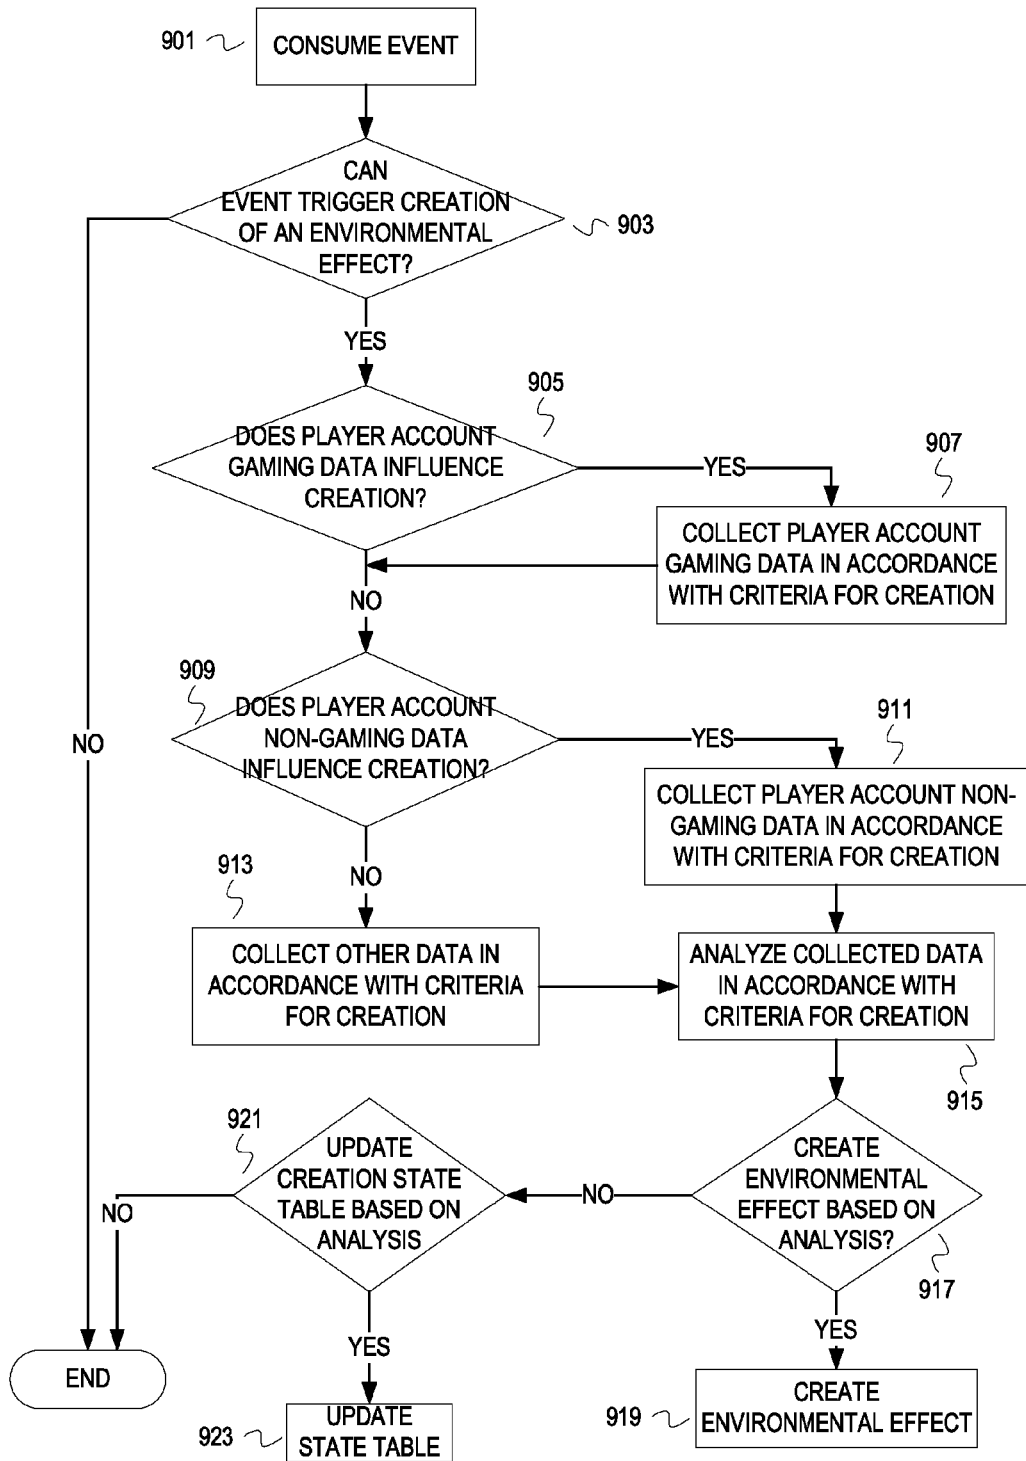 901
CONSUME EVENT
CAN
EVENT TRIGGER CREATION
OF AN ENVIRONMENTAL
EFFECT?
903
YES
905
DOES PLAYER ACCOUNT
GAMING DATA INFLUENCE
CREATION?
YES
907
COLLECT PLAYER ACCOUNT
GAMING DATA IN ACCORDANCE
WITH CRITERIA FOR CREATION
NO
909
DOES PLAYER ACCOUNT
NON-GAMING DATA
INFLUENCE CREATION?
YES
911
NO
COLLECT PLAYER ACCOUNT NON-
GAMING DATA IN ACCORDANCE
WITH CRITERIA FOR CREATION
NO
913
COLLECT OTHER DATA IN
ACCORDANCE WITH CRITERIA
FOR CREATION
ANALYZE COLLECTED DATA
IN ACCORDANCE WITH
CRITERIA FOR CREATION
915
921
UPDATE
CREATION STATE
TABLE BASED ON
ANALYSIS
NO
CREATE
ENVIRONMENTAL
EFFECT BASED ON
ANALYSIS?
917
NO
YES
YES
END
UPDATE
STATE TABLE
923
CREATE
ENVIRONMENTAL EFFECT
919